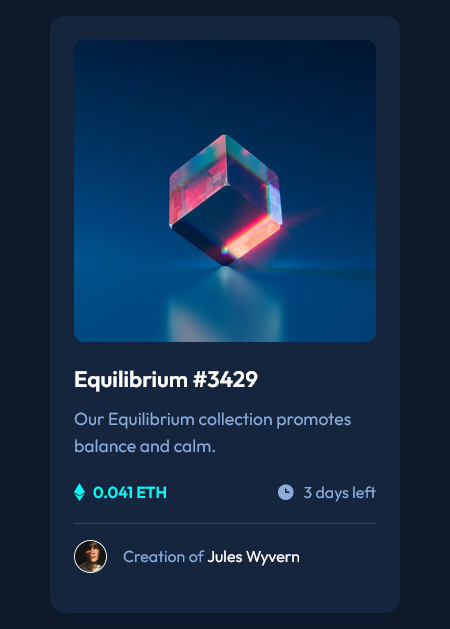 Equilibrium #3429
Our Equilibrium collection promotes
balance and calm.
0.041 ETH
3 days left
Creation of Jules Wyvern